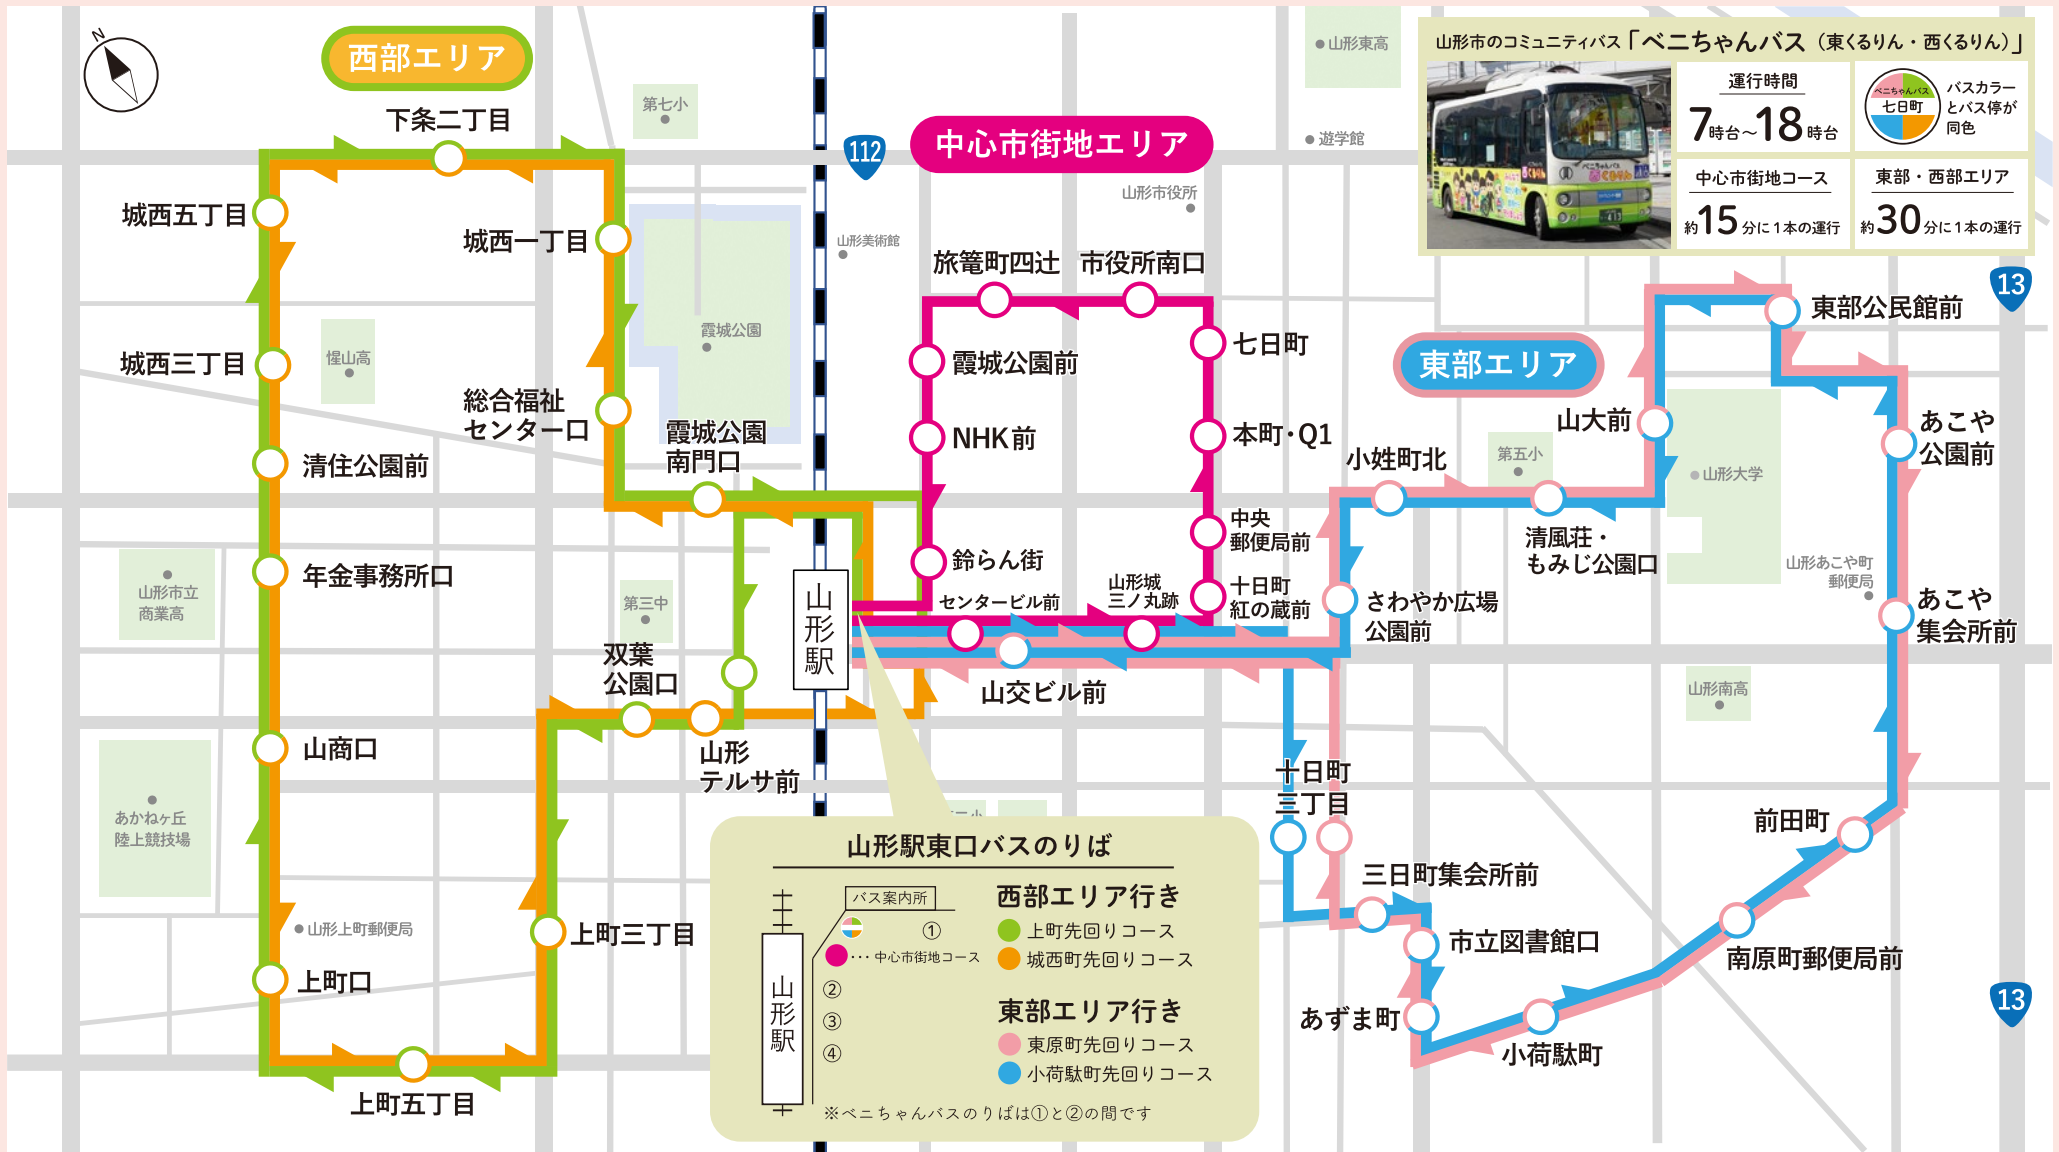 山形市のコミュニティバス「ベニちゃんバス（東くるりん・西くるりん）」
運行時間
7時台～18時台
ベニちゃんバス
七日町
バスカラー
とバス停が
同色
中心市街地コース
約15分に1本の運行
東部・西部エリア
約30分に1本の運行
N
西部エリア
中心市街地エリア
東部エリア
112
13
13
下条二丁目
城西五丁目
城西一丁目
城西三丁目
総合福祉
センター口
霞城公園
南門口
清住公園前
年金事務所口
双葉
公園口
山形
テルサ前
山商口
上町三丁目
上町口
上町五丁目
第七小
霞城公園
山形美術館
山形市立
商業高
第三中
あかねヶ丘
陸上競技場
山形上町郵便局
山形市役所
遊学館
山形東高
旅篭町四辻
市役所南口
霞城公園前
七日町
NHK前
本町・Q1
鈴らん街
中央
郵便局前
十日町
紅の蔵前
センタービル前
山形城
三ノ丸跡
山形駅
山交ビル前
東部公民館前
山大前
あこや
公園前
小姓町北
第五小
山形大学
清風荘・
もみじ公園口
山形あこや町
郵便局
さわやか広場
公園前
あこや
集会所前
山形南高
十日町
三丁目
前田町
三日町集会所前
市立図書館口
南原町郵便局前
あずま町
小荷駄町
山形駅東口バスのりば
バス案内所
①
･･･中心市街地コース
②
③
④
山形駅
西部エリア行き
上町先回りコース
城西町先回りコース
東部エリア行き
東原町先回りコース
小荷駄町先回りコース
※ベニちゃんバスのりばは①と②の間です